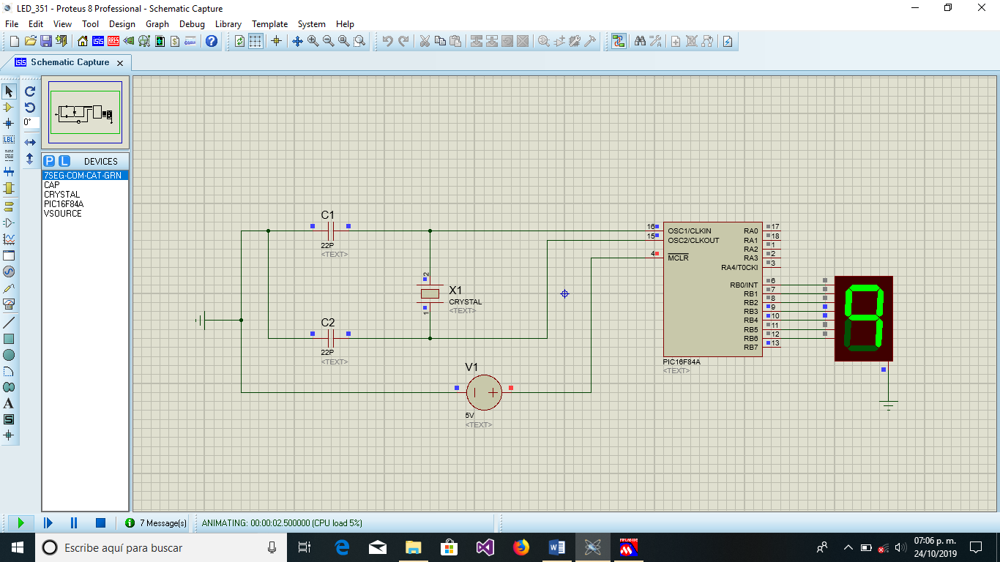 LED_351 - Proteus 8 Professional - Schematic Capture
File Edit View Tool Design Graph Debug Library Template System Help
Schematic Capture
0°
P L DEVICES
7SEG-COM-CAT-GRN
CAP
CRYSTAL
PIC16F84A
VSOURCE
LBL
A
S
C1
22P
<TEXT>
C2
22P
<TEXT>
2
X1
CRYSTAL
<TEXT>
1
V1
5V
<TEXT>
16 OSC1/CLKIN
15 OSC2/CLKOUT
4 MCLR
RA0 17
RA1 18
RA2 1
RA3 2
RA4/T0CKI 3
RB0/INT 6
RB1 7
RB2 8
RB3 9
RB4 10
RB5 11
RB6 12
RB7 13
PIC16F84A
<TEXT>
9
7 Message(s)
ANIMATING: 00:00:02.500000 (CPU load 5%)
Escribe aquí para buscar
07:06 p. m.
24/10/2019